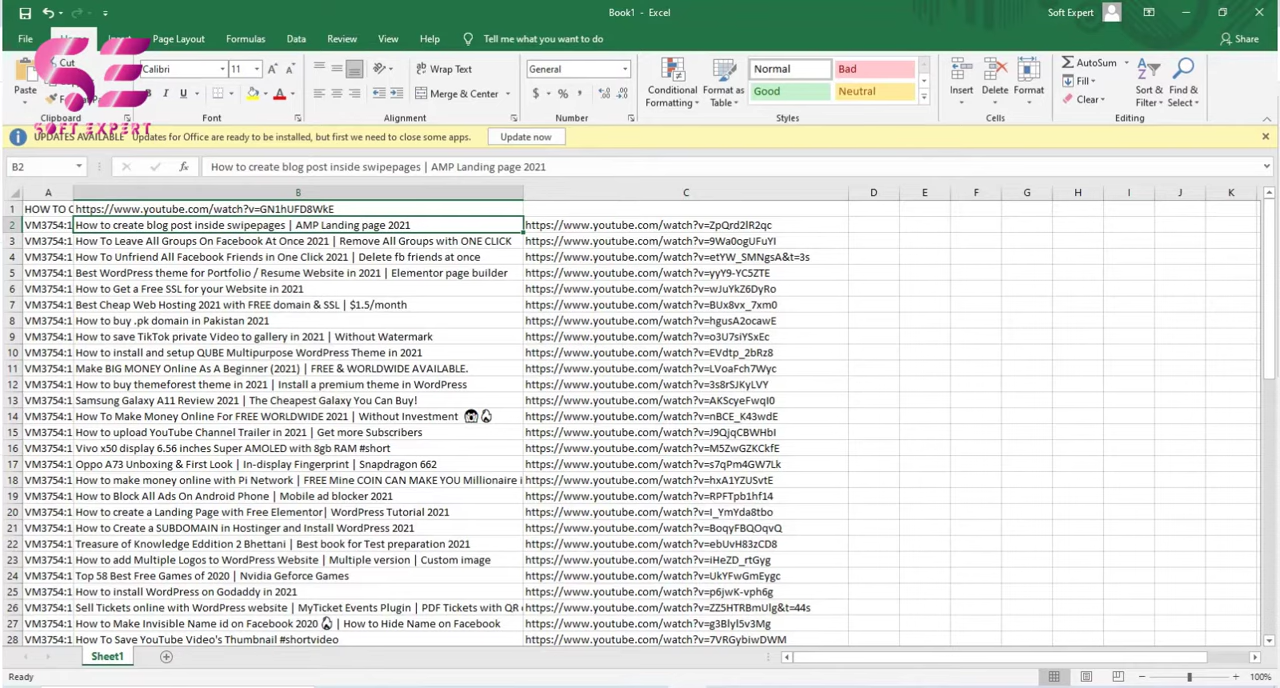 Book1 - Excel
Soft Expert
File
Page Layout
Formulas
Data
Review
View
Help
Tell me what you want to do
Share
Cut
Calibri
11
Wrap Text
General
AutoSum
Fill
Clear
Paste
B I U
Merge & Center
$ % ,
Conditional Formatting
Format as Table
Normal
Bad
Good
Neutral
Insert
Delete
Format
Sort & Filter
Find & Select
Clipboard
Font
Alignment
Number
Styles
Cells
Editing
SE
SOFT EXPERT
UPDATES AVAILABLE Updates for Office are ready to be installed, but first we need to close some apps.
Update now
B2
fx
How to create blog post inside swipepages | AMP Landing page 2021
A B C D E F G H I J K
1 HOW TO C https://www.youtube.com/watch?v=GN1hUFD8WkE
2 VM3754:1 How to create blog post inside swipepages | AMP Landing page 2021 https://www.youtube.com/watch?v=ZpQrd2lR2qc
3 VM3754:1 How To Leave All Groups On Facebook At Once 2021 | Remove All Groups with ONE CLICK https://www.youtube.com/watch?v=9Wa0ogUFuYI
4 VM3754:1 How To Unfriend All Facebook Friends in One Click 2021 | Delete fb friends at once https://www.youtube.com/watch?v=etYW_SMNgsA&t=3s
5 VM3754:1 Best WordPress theme for Portfolio / Resume Website in 2021 | Elementor page builder https://www.youtube.com/watch?v=yyY9-YC5ZTE
6 VM3754:1 How to Get a Free SSL for your Website in 2021 https://www.youtube.com/watch?v=wJuYkZ6DyRo
7 VM3754:1 Best Cheap Web Hosting 2021 with FREE domain & SSL | $1.5/month https://www.youtube.com/watch?v=BUx8vx_7xm0
8 VM3754:1 How to buy .pk domain in Pakistan 2021 https://www.youtube.com/watch?v=hgusA2ocawE
9 VM3754:1 How to save TikTok private Video to gallery in 2021 | Without Watermark https://www.youtube.com/watch?v=o3U7siYSxEc
10 VM3754:1 How to install and setup QUBE Multipurpose WordPress Theme in 2021 https://www.youtube.com/watch?v=EVdtp_2bRz8
11 VM3754:1 Make BIG MONEY Online As A Beginner (2021) | FREE & WORLDWIDE AVAILABLE. https://www.youtube.com/watch?v=LVoaFch7Wyc
12 VM3754:1 How to buy themeforest theme in 2021 | Install a premium theme in WordPress https://www.youtube.com/watch?v=3s8rSJKyLVY
13 VM3754:1 Samsung Galaxy A11 Review 2021 | The Cheapest Galaxy You Can Buy! https://www.youtube.com/watch?v=AKScyeFwqI0
14 VM3754:1 How To Make Money Online For FREE WORLDWIDE 2021 | Without Investment https://www.youtube.com/watch?v=nBCE_K43wdE
15 VM3754:1 How to upload YouTube Channel Trailer in 2021 | Get more Subscribers https://www.youtube.com/watch?v=J9QjqCBWHbI
16 VM3754:1 Vivo x50 display 6.56 inches Super AMOLED with 8gb RAM #short https://www.youtube.com/watch?v=M5ZwGZKCkfE
17 VM3754:1 Oppo A73 Unboxing & First Look | In-display Fingerprint | Snapdragon 662 https://www.youtube.com/watch?v=s7qPm4GW7Lk
18 VM3754:1 How to make money online with Pi Network | FREE Mine COIN CAN MAKE YOU Millionaire i https://www.youtube.com/watch?v=hxA1YZUSvtE
19 VM3754:1 How to Block All Ads On Android Phone | Mobile ad blocker 2021 https://www.youtube.com/watch?v=RPFTpb1hf14
20 VM3754:1 How to create a Landing Page with Free Elementor| WordPress Tutorial 2021 https://www.youtube.com/watch?v=I_YmYda8tbo
21 VM3754:1 How to Create a SUBDOMAIN in Hostinger and Install WordPress 2021 https://www.youtube.com/watch?v=BoqyFBQOqvQ
22 VM3754:1 Treasure of Knowledge Eddition 2 Bhettani | Best book for Test preparation 2021 https://www.youtube.com/watch?v=ebUvH83zCD8
23 VM3754:1 How to add Multiple Logos to WordPress Website | Multiple version | Custom image https://www.youtube.com/watch?v=iHeZD_rtGyg
24 VM3754:1 Top 58 Best Free Games of 2020 | Nvidia Geforce Games https://www.youtube.com/watch?v=UkYFwGmEygc
25 VM3754:1 How to install WordPress on Godaddy in 2021 https://www.youtube.com/watch?v=p6jwK-vph6g
26 VM3754:1 Sell Tickets online with WordPress website | MyTicket Events Plugin | PDF Tickets with QR https://www.youtube.com/watch?v=ZZ5HTRBmUlg&t=44s
27 VM3754:1 How to Make Invisible Name id on Facebook 2020 | How to Hide Name on Facebook https://www.youtube.com/watch?v=g3Blyl5v3Mg
28 VM3754:1 How To Save YouTube Video's Thumbnail #shortvideo https://www.youtube.com/watch?v=7VRGybiwDWM
Sheet1
Ready
100%